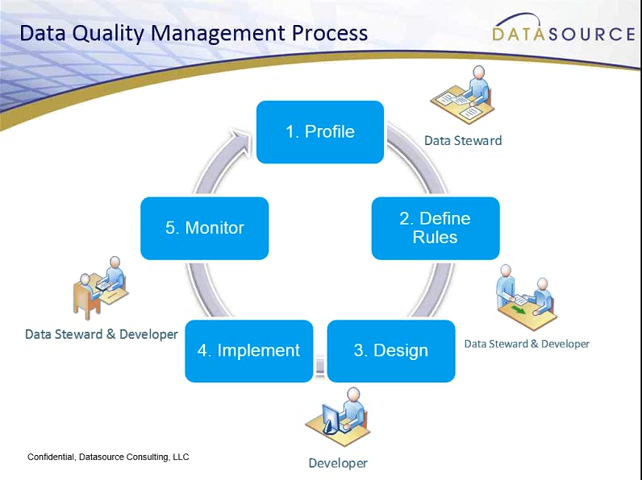 Data Quality Management Process
DATASOURCE
1. Profile
Data Steward
2. Define
Rules
Data Steward & Developer
3. Design
Developer
4. Implement
5. Monitor
Data Steward & Developer
Confidential, Datasource Consulting, LLC